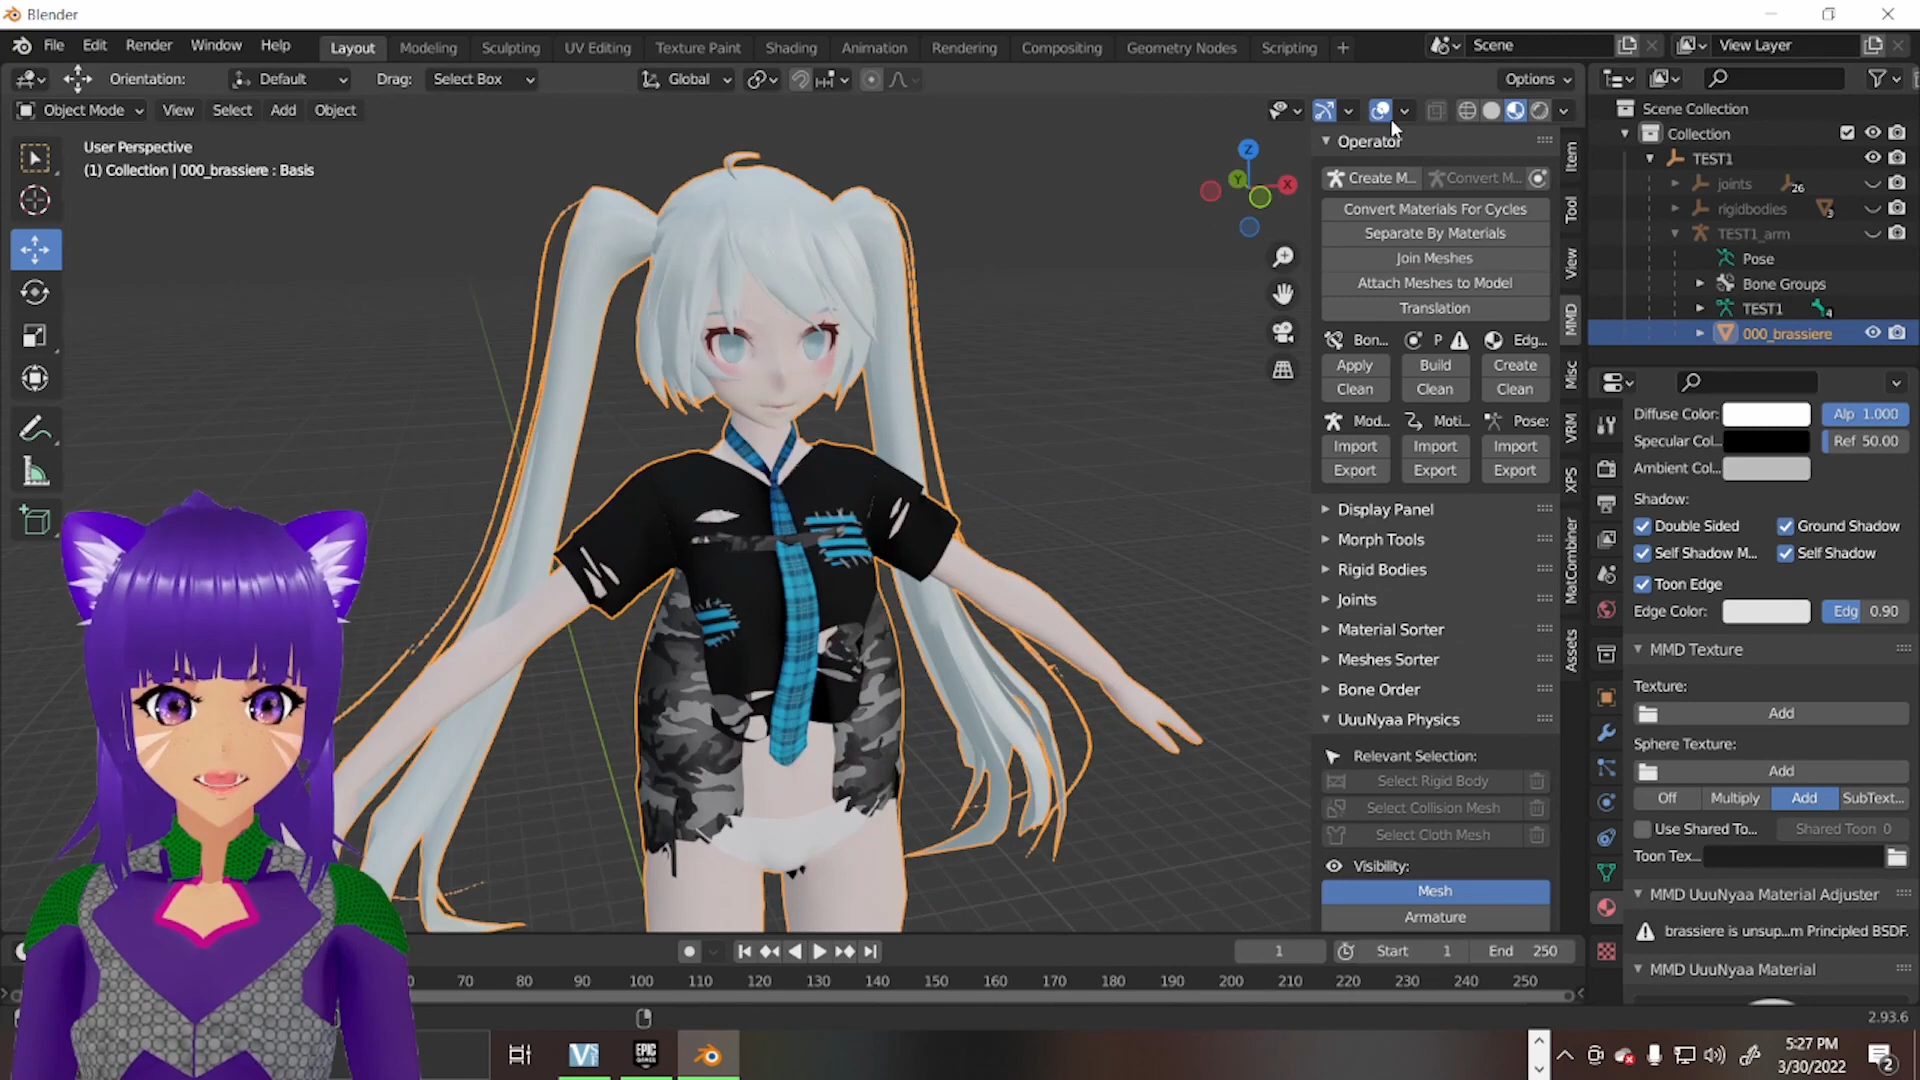 Blender
File Edit Render Window Help Layout Modeling Sculpting UV Editing Texture Paint Shading Animation Rendering Compositing Geometry Nodes Scripting + Scene View Layer
Orientation: Default Drag: Select Box Global Options
Object Mode View Select Add Object
User Perspective
(1) Collection | 000_brassiere : Basis
Z
Y
X
Operator
Create M... Convert M...
Convert Materials For Cycles
Separate By Materials
Join Meshes
Attach Meshes to Model
Translation
Bon... P Edg...
Apply Build Create
Clean Clean Clean
Mod... Moti... Pose:
Import Import Import
Export Export Export
Display Panel
Morph Tools
Rigid Bodies
Joints
Material Sorter
Meshes Sorter
Bone Order
UuuNyaa Physics
Relevant Selection:
Select Rigid Body
Select Collision Mesh
Select Cloth Mesh
Visibility:
Mesh
Armature
Item
Tool
View
MMD
Misc
VRM
XPS
MatCombiner
Assets
Scene Collection
Collection
TEST1
joints 26
rigidbodies 3
TEST1_arm
Pose
Bone Groups
TEST1 4
000_brassiere
Diffuse Color: Alp 1.000
Specular Col... Ref 50.00
Ambient Col...
Shadow:
Double Sided Ground Shadow
Self Shadow M... Self Shadow
Toon Edge
Edge Color: Edg 0.90
MMD Texture
Texture:
Add
Sphere Texture:
Add
Off Multiply Add SubText...
Use Shared To... Shared Toon 0
Toon Tex...
MMD UuuNyaa Material Adjuster
brassiere is unsup...m Principled BSDF.
MMD UuuNyaa Material
1 Start 1 End 250
70 80 90 100 110 120 130 140 150 160 170 180 190 200 210 220 230 240 250
2.93.6
EPIC GAMES
5:27 PM
3/30/2022
2